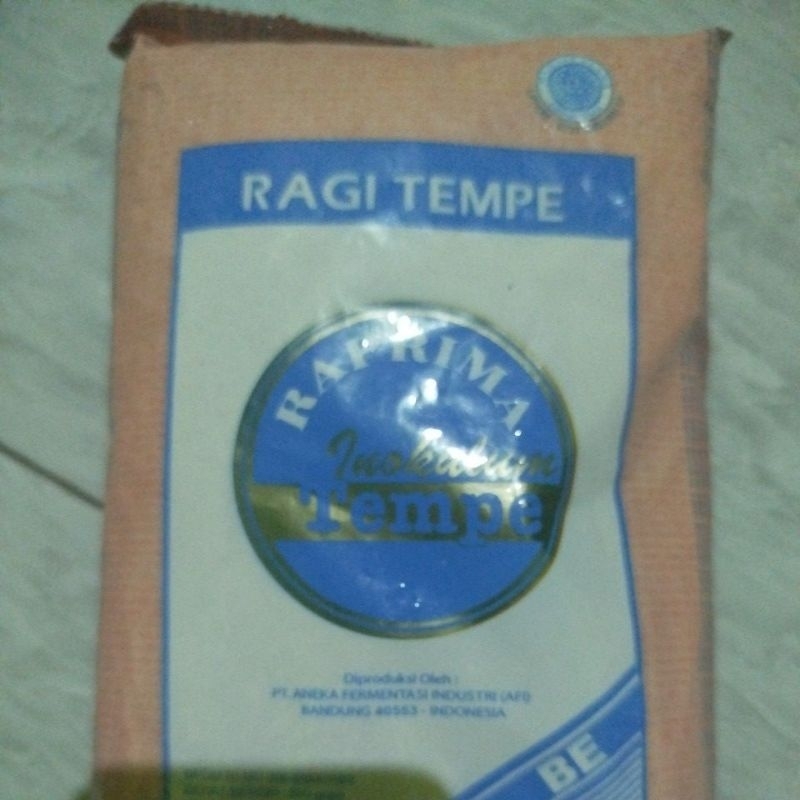 RAGI TEMPE
RAPRIMA
Inokulum
Tempe
Diproduksi Oleh :
PT. ANEKA FERMENTASI INDUSTRI (AFI)
BANDUNG 40553 - INDONESIA
BE